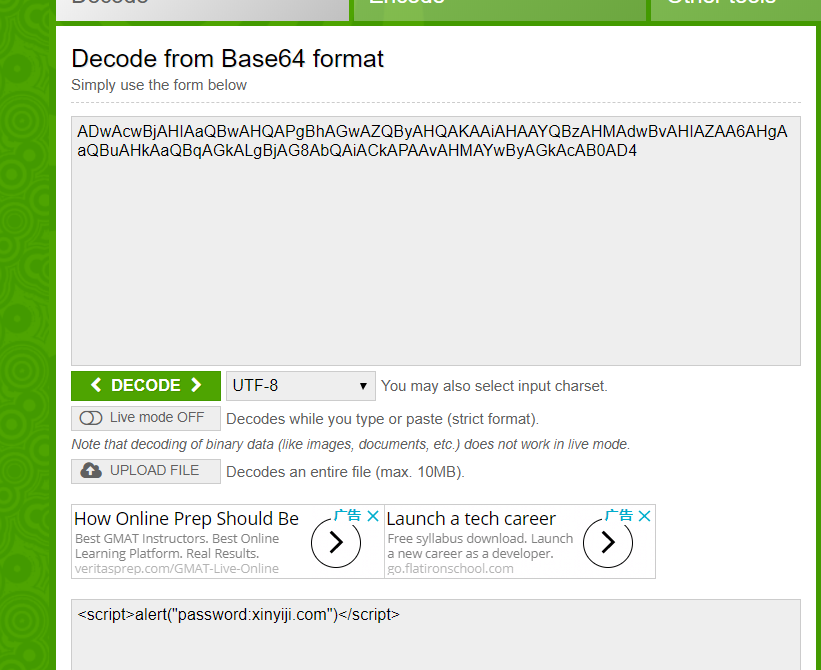 Decode
Encode
Other tools
Decode from Base64 format
Simply use the form below
ADwAcwBjAHIAaQBwAHQAPgBhAGwAZQByAHQAKAAiAHAAYQBzAHMAdwBvAHIAZAA6AHgA
aQBuAHkAaQBqAGkALgBjAG8AbQAiACkAPAAvAHMAYwByAGkAcAB0AD4
DECODE
UTF-8
You may also select input charset.
Live mode OFF
Decodes while you type or paste (strict format).
Note that decoding of binary data (like images, documents, etc.) does not work in live mode.
UPLOAD FILE
Decodes an entire file (max. 10MB).
How Online Prep Should Be
广告
Best GMAT Instructors. Best Online
Learning Platform. Real Results.
veritasprep.com/GMAT-Live-Online
Launch a tech career
广告
Free syllabus download. Launch
a new career as a developer.
go.flatironschool.com
<script>alert("password:xinyiji.com")</script>